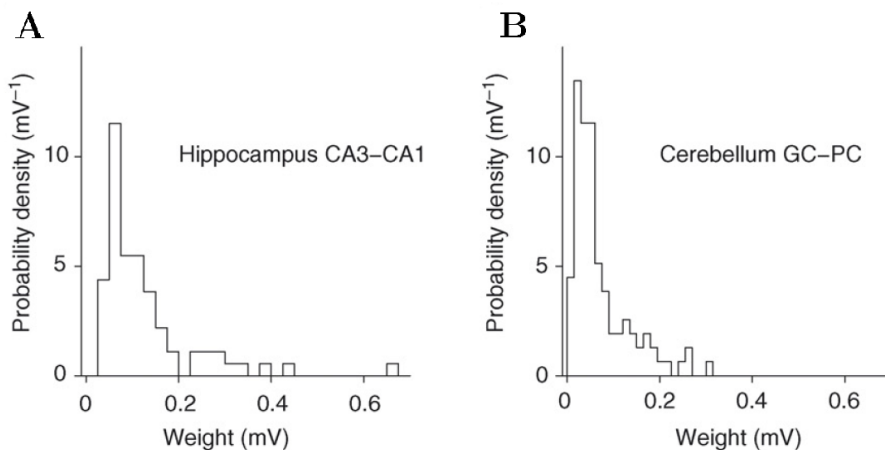 A
Probability density (mV⁻¹)
10
5
0
Hippocampus CA3–CA1
0 0.2 0.4 0.6
Weight (mV)
B
Probability density (mV⁻¹)
10
5
0
Cerebellum GC–PC
0 0.2 0.4 0.6
Weight (mV)